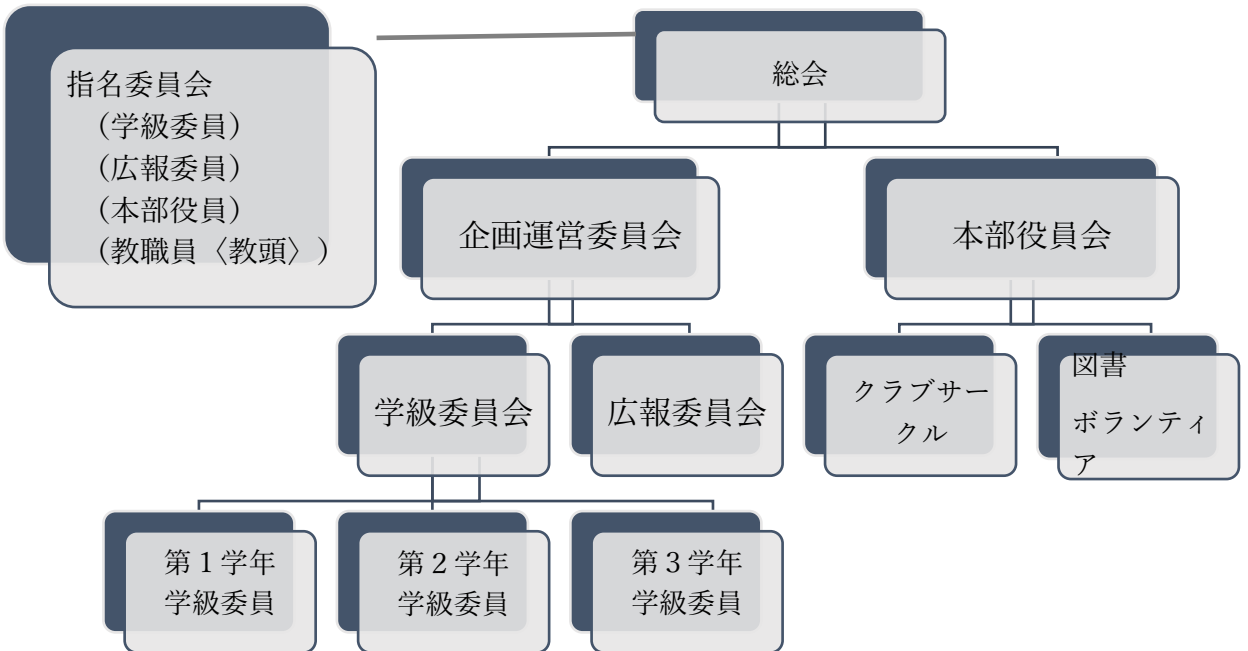 指名委員会
(学級委員)
(広報委員)
(本部役員)
(教職員〈教頭〉)
総会
企画運営委員会
本部役員会
学級委員会
広報委員会
クラブサー
クル
図書
ボランティ
ア
第１学年
学級委員
第２学年
学級委員
第３学年
学級委員